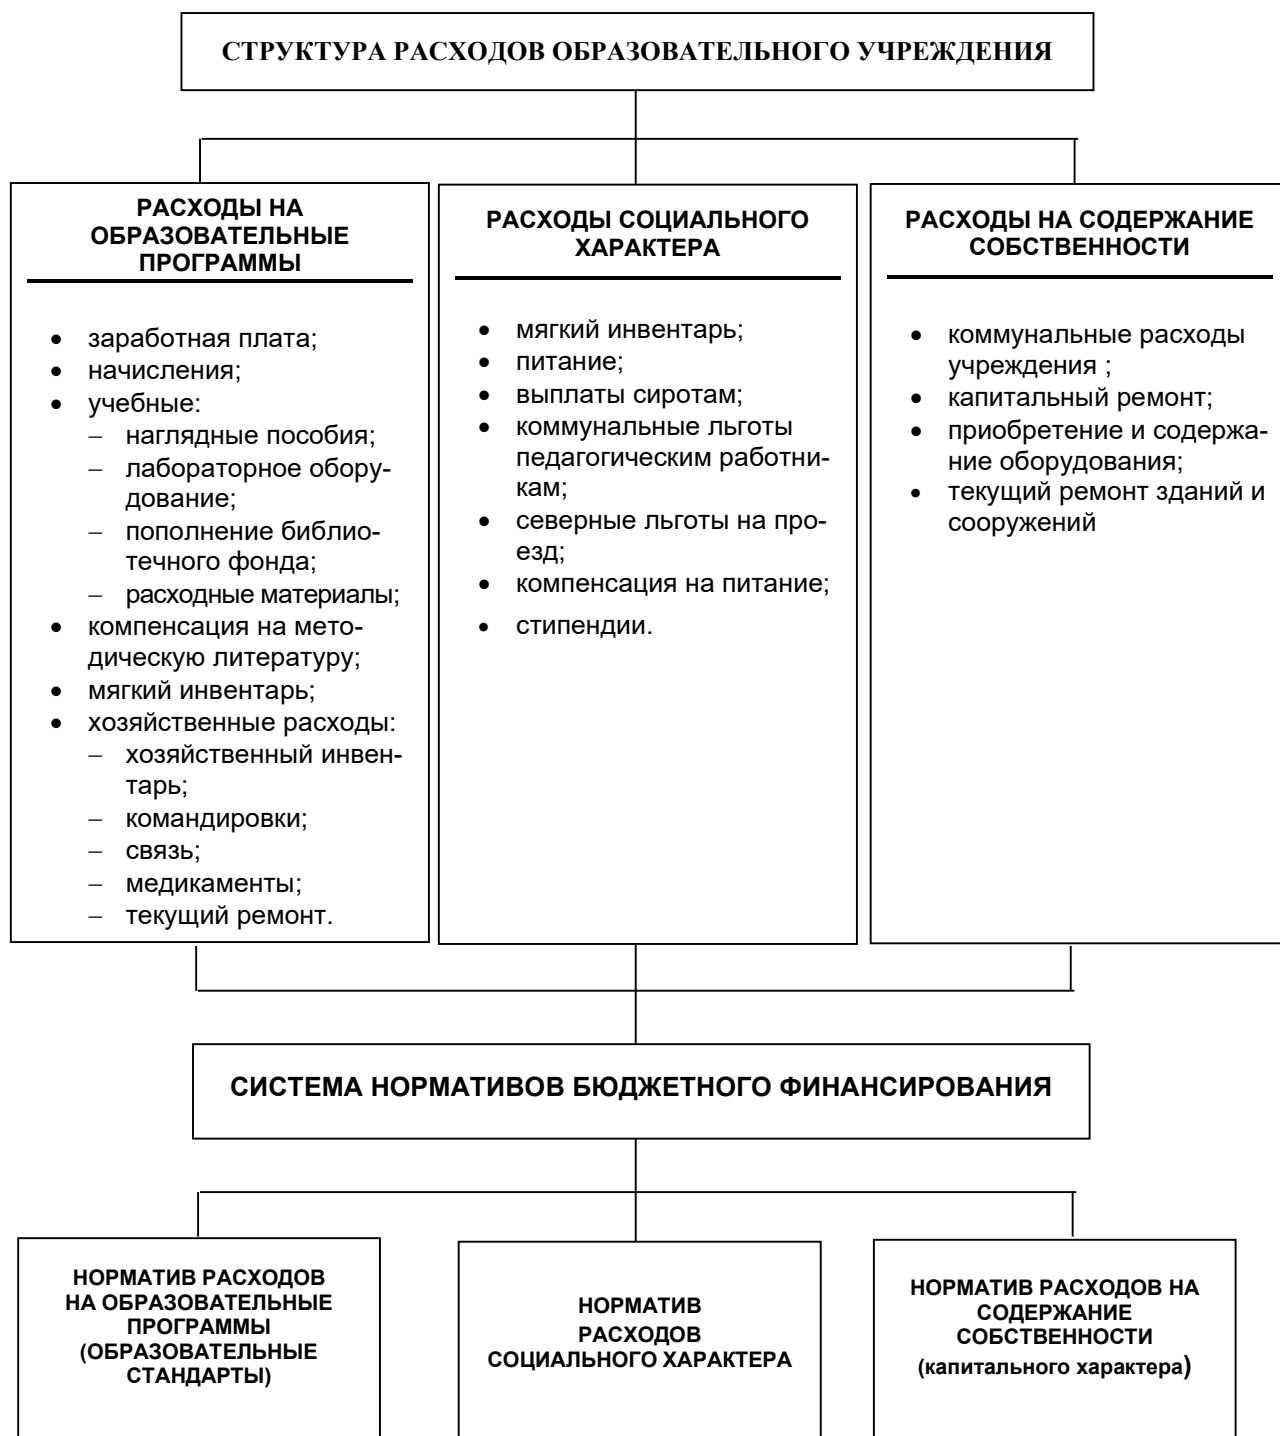 СТРУКТУРА РАСХОДОВ ОБРАЗОВАТЕЛЬНОГО УЧРЕЖДЕНИЯ
РАСХОДЫ НА
ОБРАЗОВАТЕЛЬНЫЕ
ПРОГРАММЫ
• заработная плата;
• начисления;
• учебные:
– наглядные пособия;
– лабораторное обору-
дование;
– пополнение библио-
течного фонда;
– расходные материалы;
• компенсация на мето-
дическую литературу;
• мягкий инвентарь;
• хозяйственные расходы:
– хозяйственный инвен-
тарь;
– командировки;
– связь;
– медикаменты;
– текущий ремонт.
РАСХОДЫ СОЦИАЛЬНОГО
ХАРАКТЕРА
• мягкий инвентарь;
• питание;
• выплаты сиротам;
• коммунальные льготы
педагогическим работни-
кам;
• северные льготы на про-
езд;
• компенсация на питание;
• стипендии.
РАСХОДЫ НА СОДЕРЖАНИЕ
СОБСТВЕННОСТИ
• коммунальные расходы
учреждения ;
• капитальный ремонт;
• приобретение и содержа-
ние оборудования;
• текущий ремонт зданий и
сооружений
СИСТЕМА НОРМАТИВОВ БЮДЖЕТНОГО ФИНАНСИРОВАНИЯ
НОРМАТИВ РАСХОДОВ
НА ОБРАЗОВАТЕЛЬНЫЕ
ПРОГРАММЫ
(ОБРАЗОВАТЕЛЬНЫЕ
СТАНДАРТЫ)
НОРМАТИВ
РАСХОДОВ
СОЦИАЛЬНОГО ХАРАКТЕРА
НОРМАТИВ РАСХОДОВ НА
СОДЕРЖАНИЕ
СОБСТВЕННОСТИ
(капитального характера)